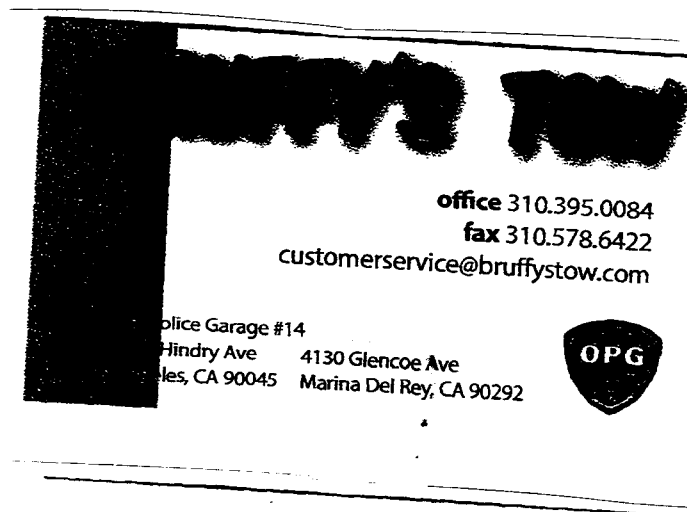 TOW
office 310.395.0084
fax 310.578.6422
customerservice@bruffystow.com
olice Garage #14
Hindry Ave 4130 Glencoe Ave
les, CA 90045 Marina Del Rey, CA 90292
OPG